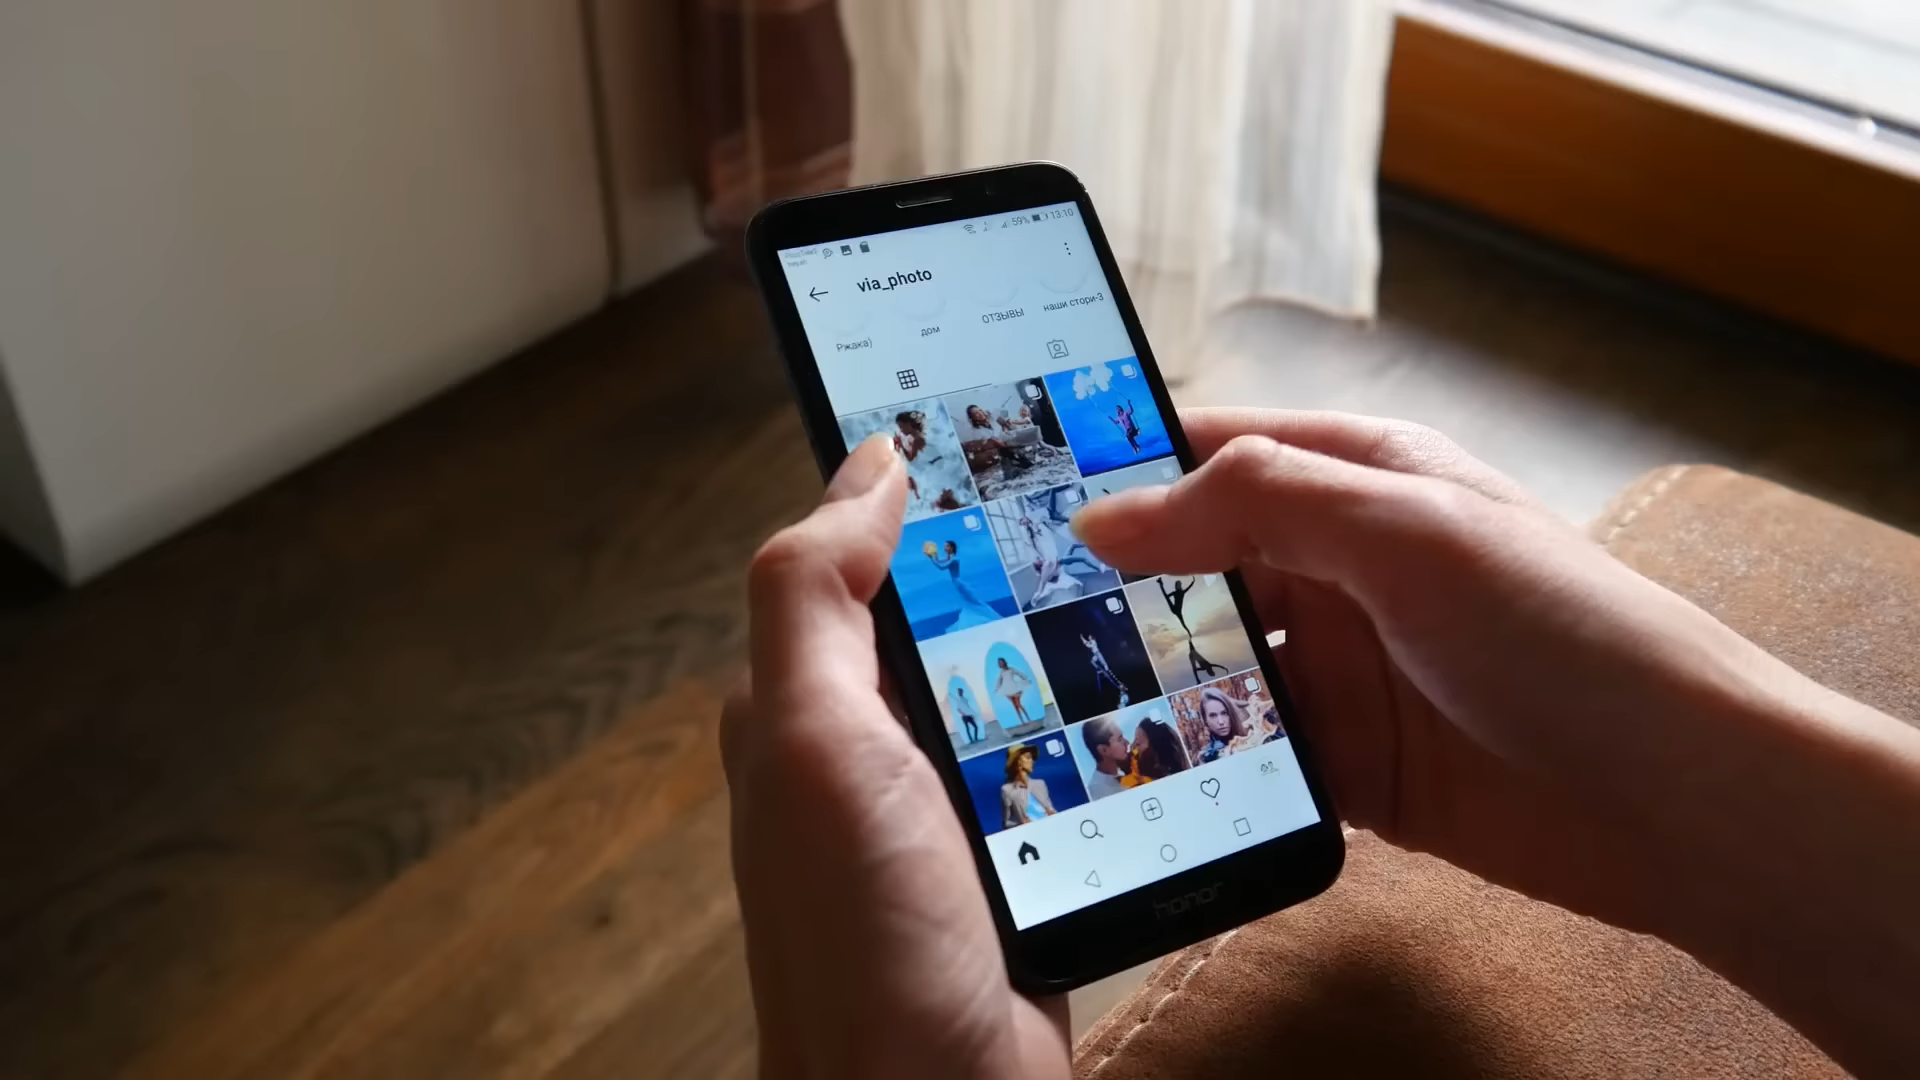 59% 13:10
via_photo
Ржака)
дом
ОТЗЫВЫ
наши стори-3
honor